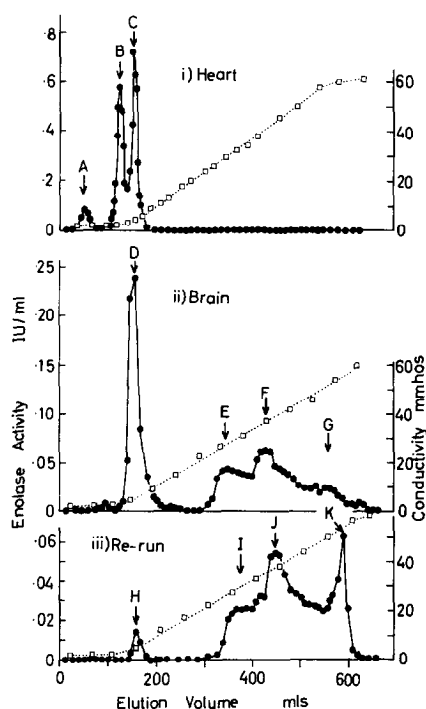 .8
.6
.4
.2
0
A
B
C
i) Heart
60
40
20
0
.25
.20
.15
.10
.05
0
D
ii) Brain
E
F
G
60
40
20
0
Enolase Activity IU/ml
Conductivity mmhos
.06
.04
.02
0
iii) Re-run
H
I
J
K
40
20
0
0 200 400 600
Elution Volume mls